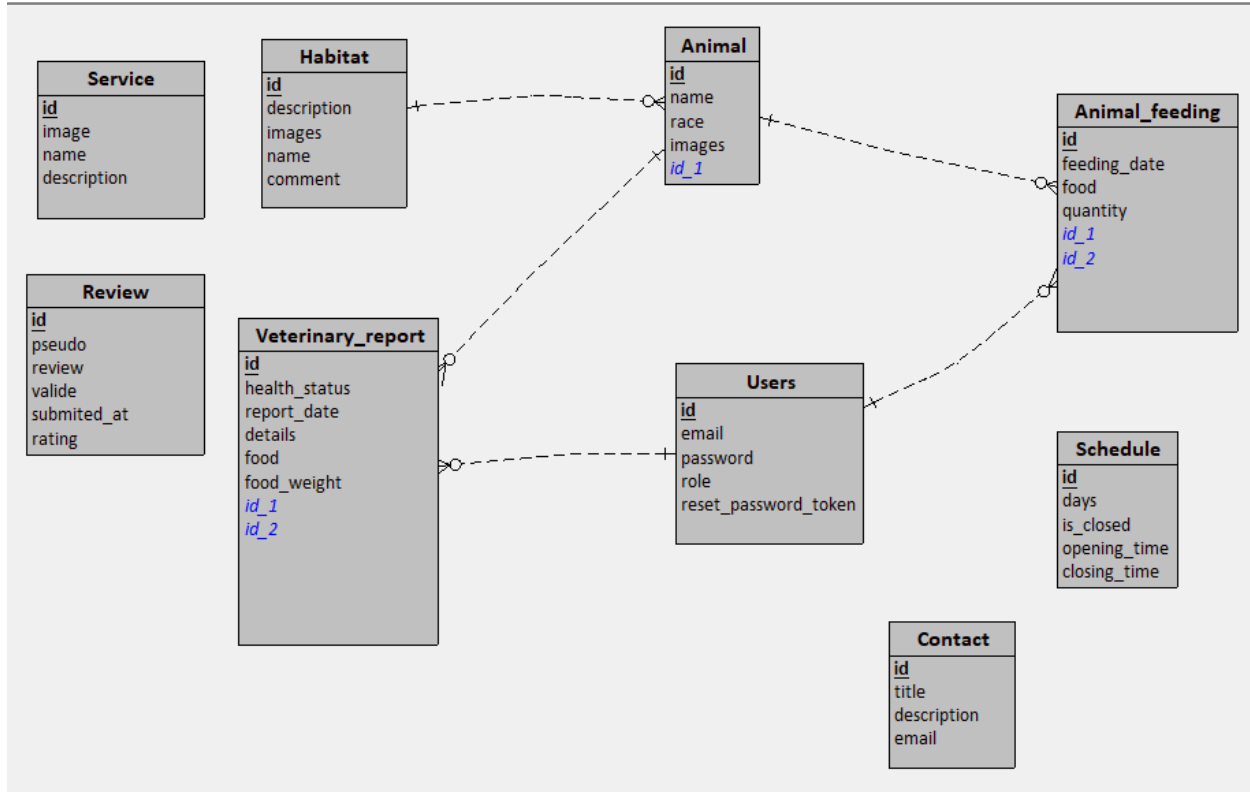 Service
id
image
name
description
Habitat
id
description
images
name
comment
Animal
id
name
race
images
id_1
Animal_feeding
id
feeding_date
food
quantity
id_1
id_2
Review
id
pseudo
review
valide
submited_at
rating
Veterinary_report
id
health_status
report_date
details
food
food_weight
id_1
id_2
Users
id
email
password
role
reset_password_token
Schedule
id
days
is_closed
opening_time
closing_time
Contact
id
title
description
email